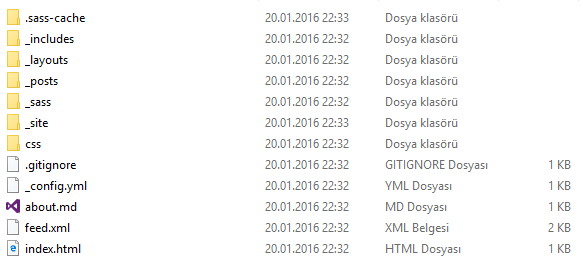 .sass-cache 20.01.2016 22:33 Dosya klasörü
_includes 20.01.2016 22:32 Dosya klasörü
_layouts 20.01.2016 22:32 Dosya klasörü
_posts 20.01.2016 22:32 Dosya klasörü
_sass 20.01.2016 22:32 Dosya klasörü
_site 20.01.2016 22:33 Dosya klasörü
css 20.01.2016 22:32 Dosya klasörü
.gitignore 20.01.2016 22:32 GITIGNORE Dosyası 1 KB
_config.yml 20.01.2016 22:32 YML Dosyası 1 KB
about.md 20.01.2016 22:32 MD Dosyası 1 KB
feed.xml 20.01.2016 22:32 XML Belgesi 2 KB
index.html 20.01.2016 22:32 HTML Dosyası 1 KB